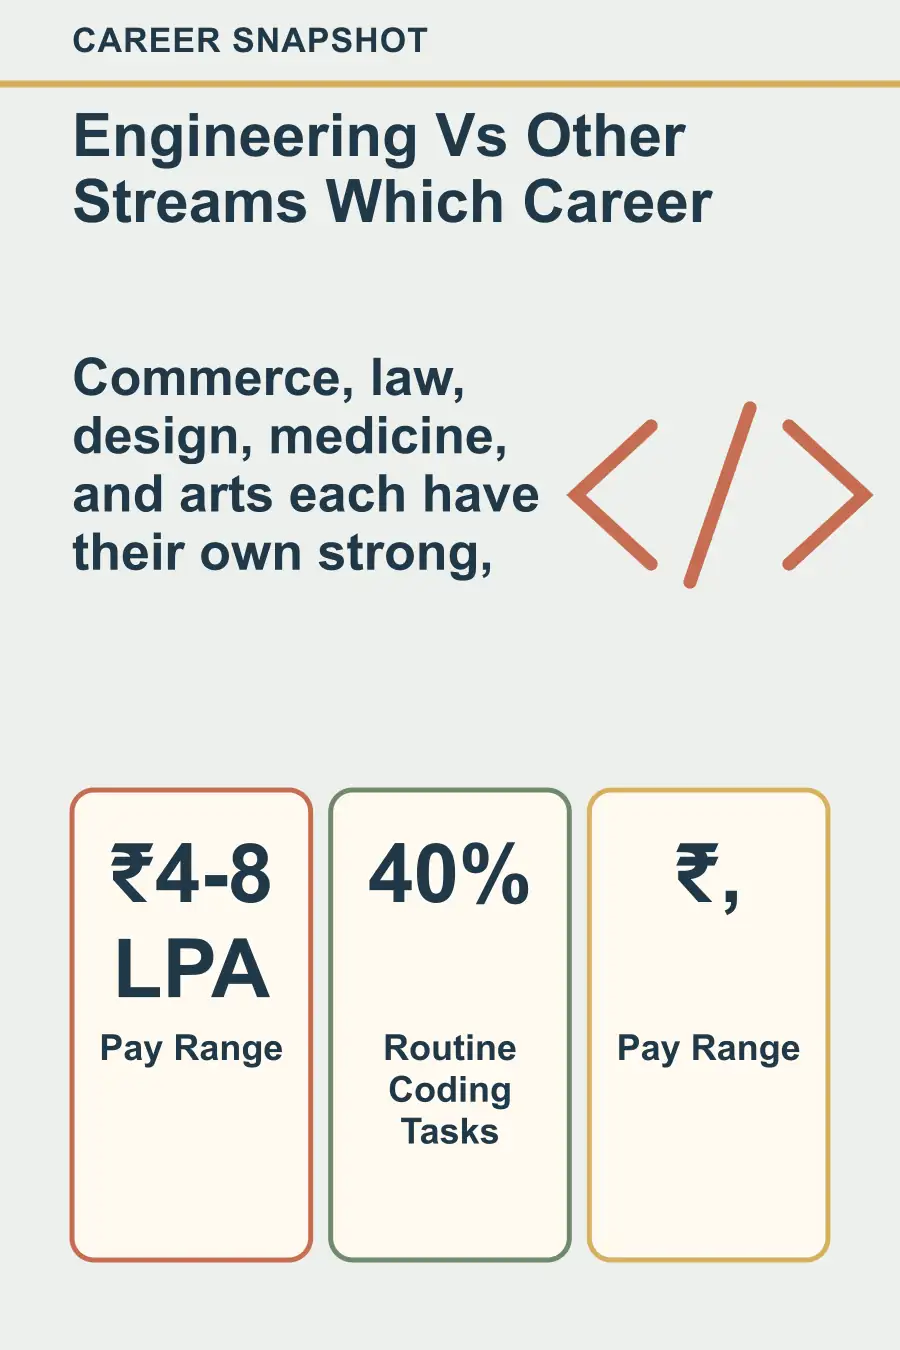 CAREER SNAPSHOT
Engineering Vs Other
Streams Which Career
Commerce, law,
design, medicine,
and arts each have
their own strong,
₹4-8
LPA
Pay Range
40%
Routine
Coding
Tasks
₹,
Pay Range